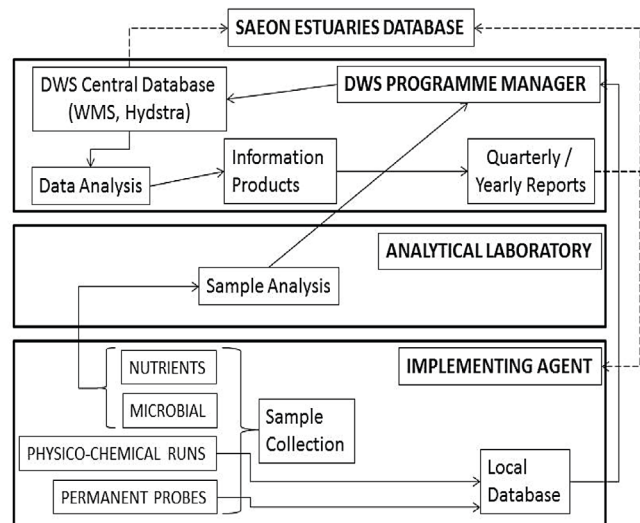 SAEON ESTUARIES DATABASE
DWS Central Database
(WMS, Hydstra)
DWS PROGRAMME MANAGER
Data Analysis
Information
Products
Quarterly /
Yearly Reports
ANALYTICAL LABORATORY
Sample Analysis
IMPLEMENTING AGENT
NUTRIENTS
MICROBIAL
Sample
Collection
PHYSICO-CHEMICAL RUNS
PERMANENT PROBES
Local
Database